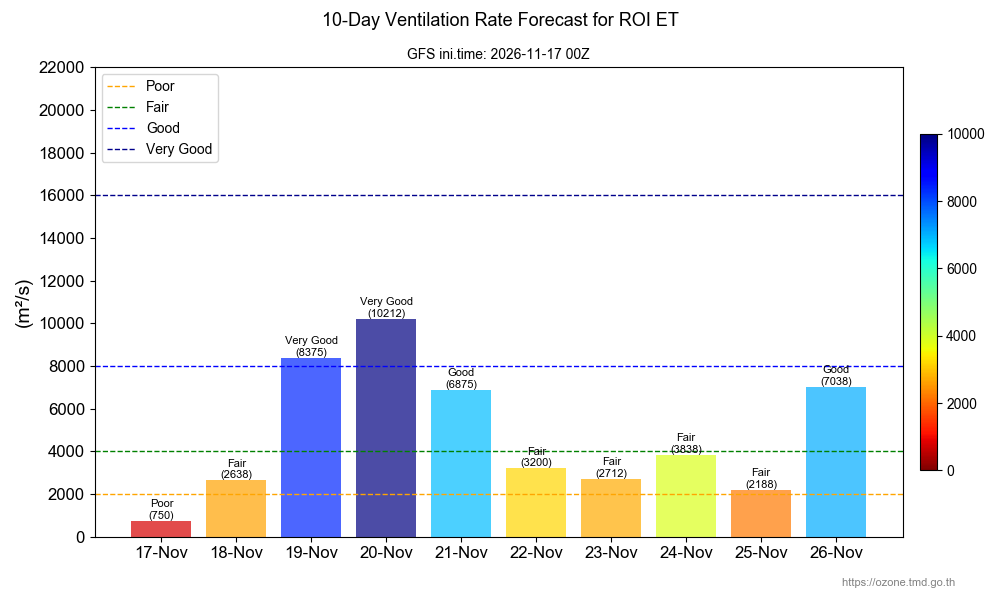 10-Day Ventilation Rate Forecast for ROI ET
GFS ini.time: 2026-11-17 00Z
22000
20000
18000
16000
14000
12000
10000
8000
6000
4000
2000
0
(m²/s)
Poor
Fair
Good
Very Good
Poor
(750)
Fair
(2638)
Very Good
(8375)
Very Good
(10212)
Good
(6875)
Fair
(3200)
Fair
(2712)
Fair
(3838)
Fair
(2188)
Good
(7038)
17-Nov 18-Nov 19-Nov 20-Nov 21-Nov 22-Nov 23-Nov 24-Nov 25-Nov 26-Nov
10000
8000
6000
4000
2000
0
https://ozone.tmd.go.th